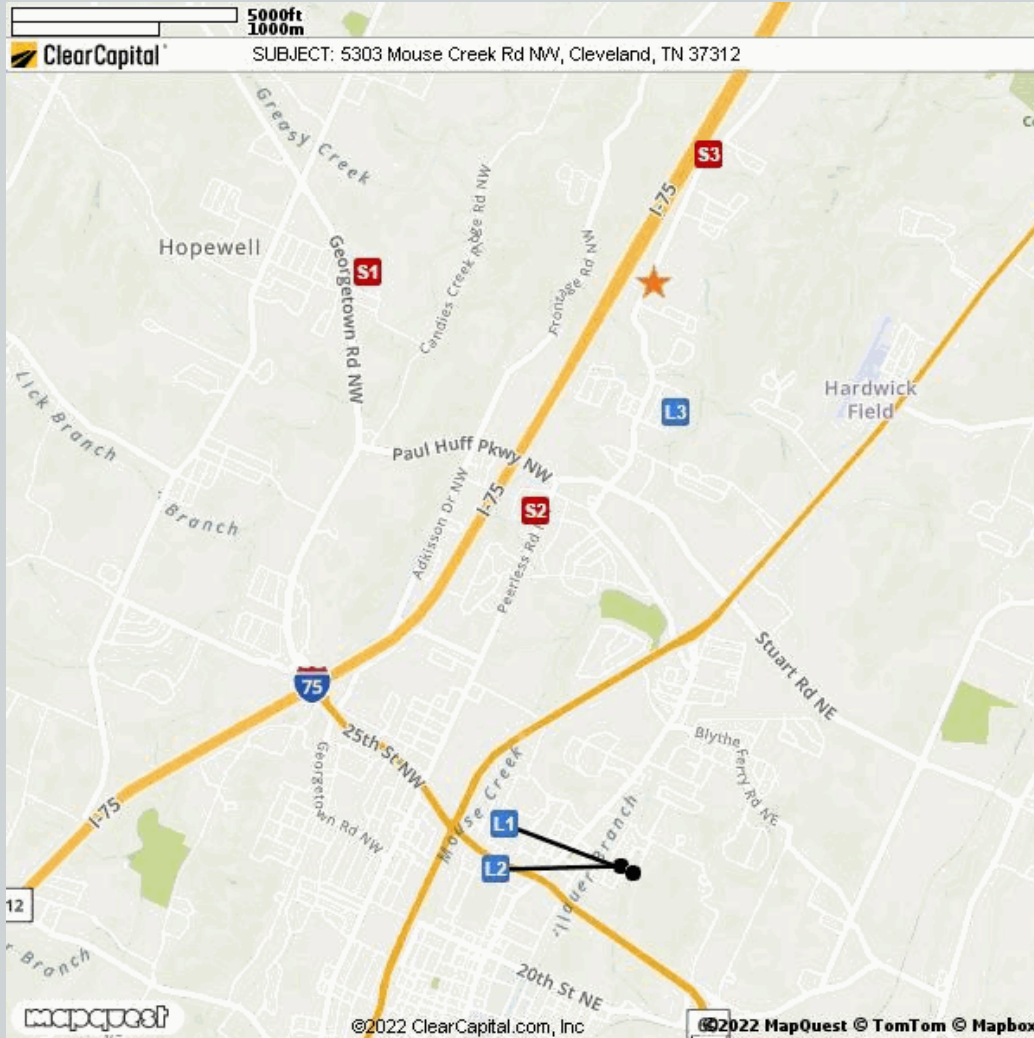 5000ft
1000m
ClearCapital
SUBJECT: 5303 Mouse Creek Rd NW, Cleveland, TN 37312
Greasy Creek
S3
I-75
Hopewell
S1
Georgetown Rd NW
Candies Creek Ridge Rd NW
Frontage Rd NW
Hardwick
Field
L3
Lick Branch
Paul Huff Pkwy NW
Branch
Adkisson Dr NW
I-75
S2
Peerless Rd
75
Stuart Rd NE
25th St NW
Blythe Ferry Rd NE
Georgetown Rd NW
I-75
Mouse Creek
L1
L2
Branch
12
Branch
20th St NE
mapquest
©2022 ClearCapital.com, Inc
©2022 MapQuest © TomTom © Mapbox